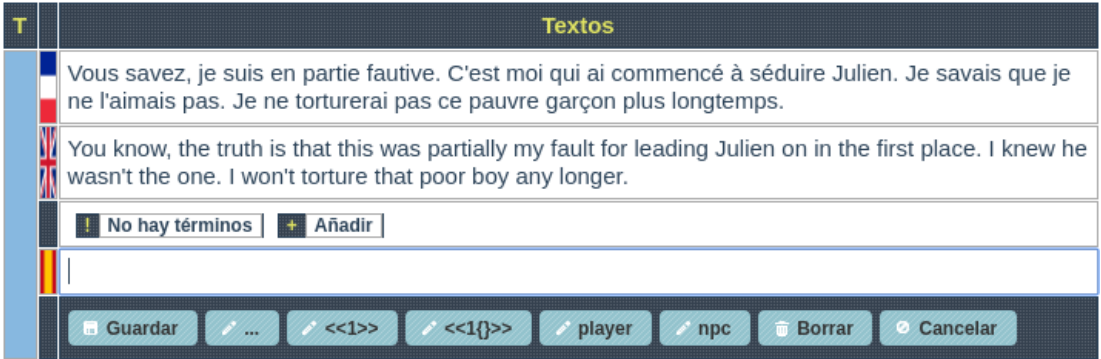 T Textos
Vous savez, je suis en partie fautive. C'est moi qui ai commencé à séduire Julien. Je savais que je
ne l'aimais pas. Je ne torturerai pas ce pauvre garçon plus longtemps.
You know, the truth is that this was partially my fault for leading Julien on in the first place. I knew he
wasn't the one. I won't torture that poor boy any longer.
! No hay términos + Añadir
Guardar ... <<1>> <<1{}>> player npc Borrar Cancelar